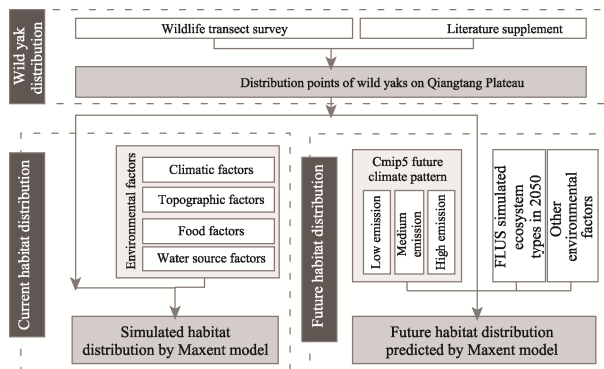 Wild yak
distribution
Wildlife transect survey
Literature supplement
Distribution points of wild yaks on Qiangtang Plateau
Current habitat distribution
Environmental factors
Climatic factors
Topographic factors
Food factors
Water source factors
Simulated habitat
distribution by Maxent model
Future habitat distribution
Cmip5 future
climate pattern
Low emission
Medium
emission
High emission
FLUS simulated
ecosystem
types in 2050
Other
environmental
factors
Future habitat distribution
predicted by Maxent model